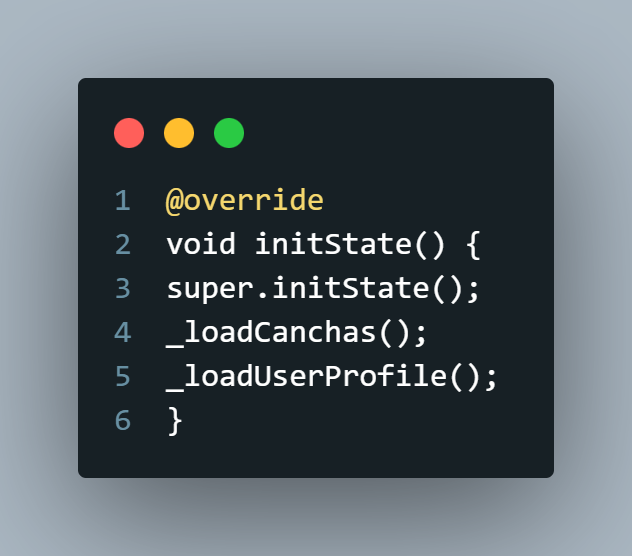 1 @override
2 void initState() {
3 super.initState();
4 _loadCanchas();
5 _loadUserProfile();
6 }